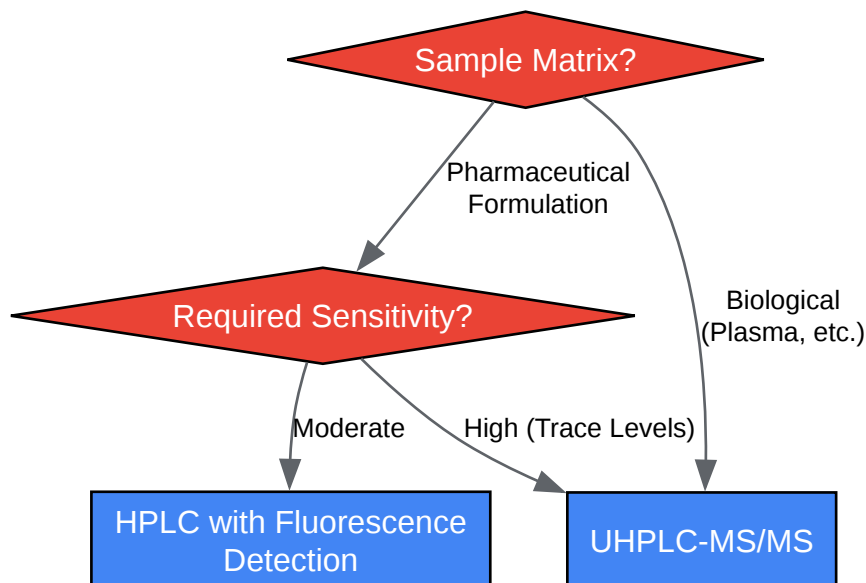 Sample Matrix?
Pharmaceutical
Formulation
Required Sensitivity?
Biological
(Plasma, etc.)
Moderate
High (Trace Levels)
HPLC with Fluorescence
Detection
UHPLC-MS/MS